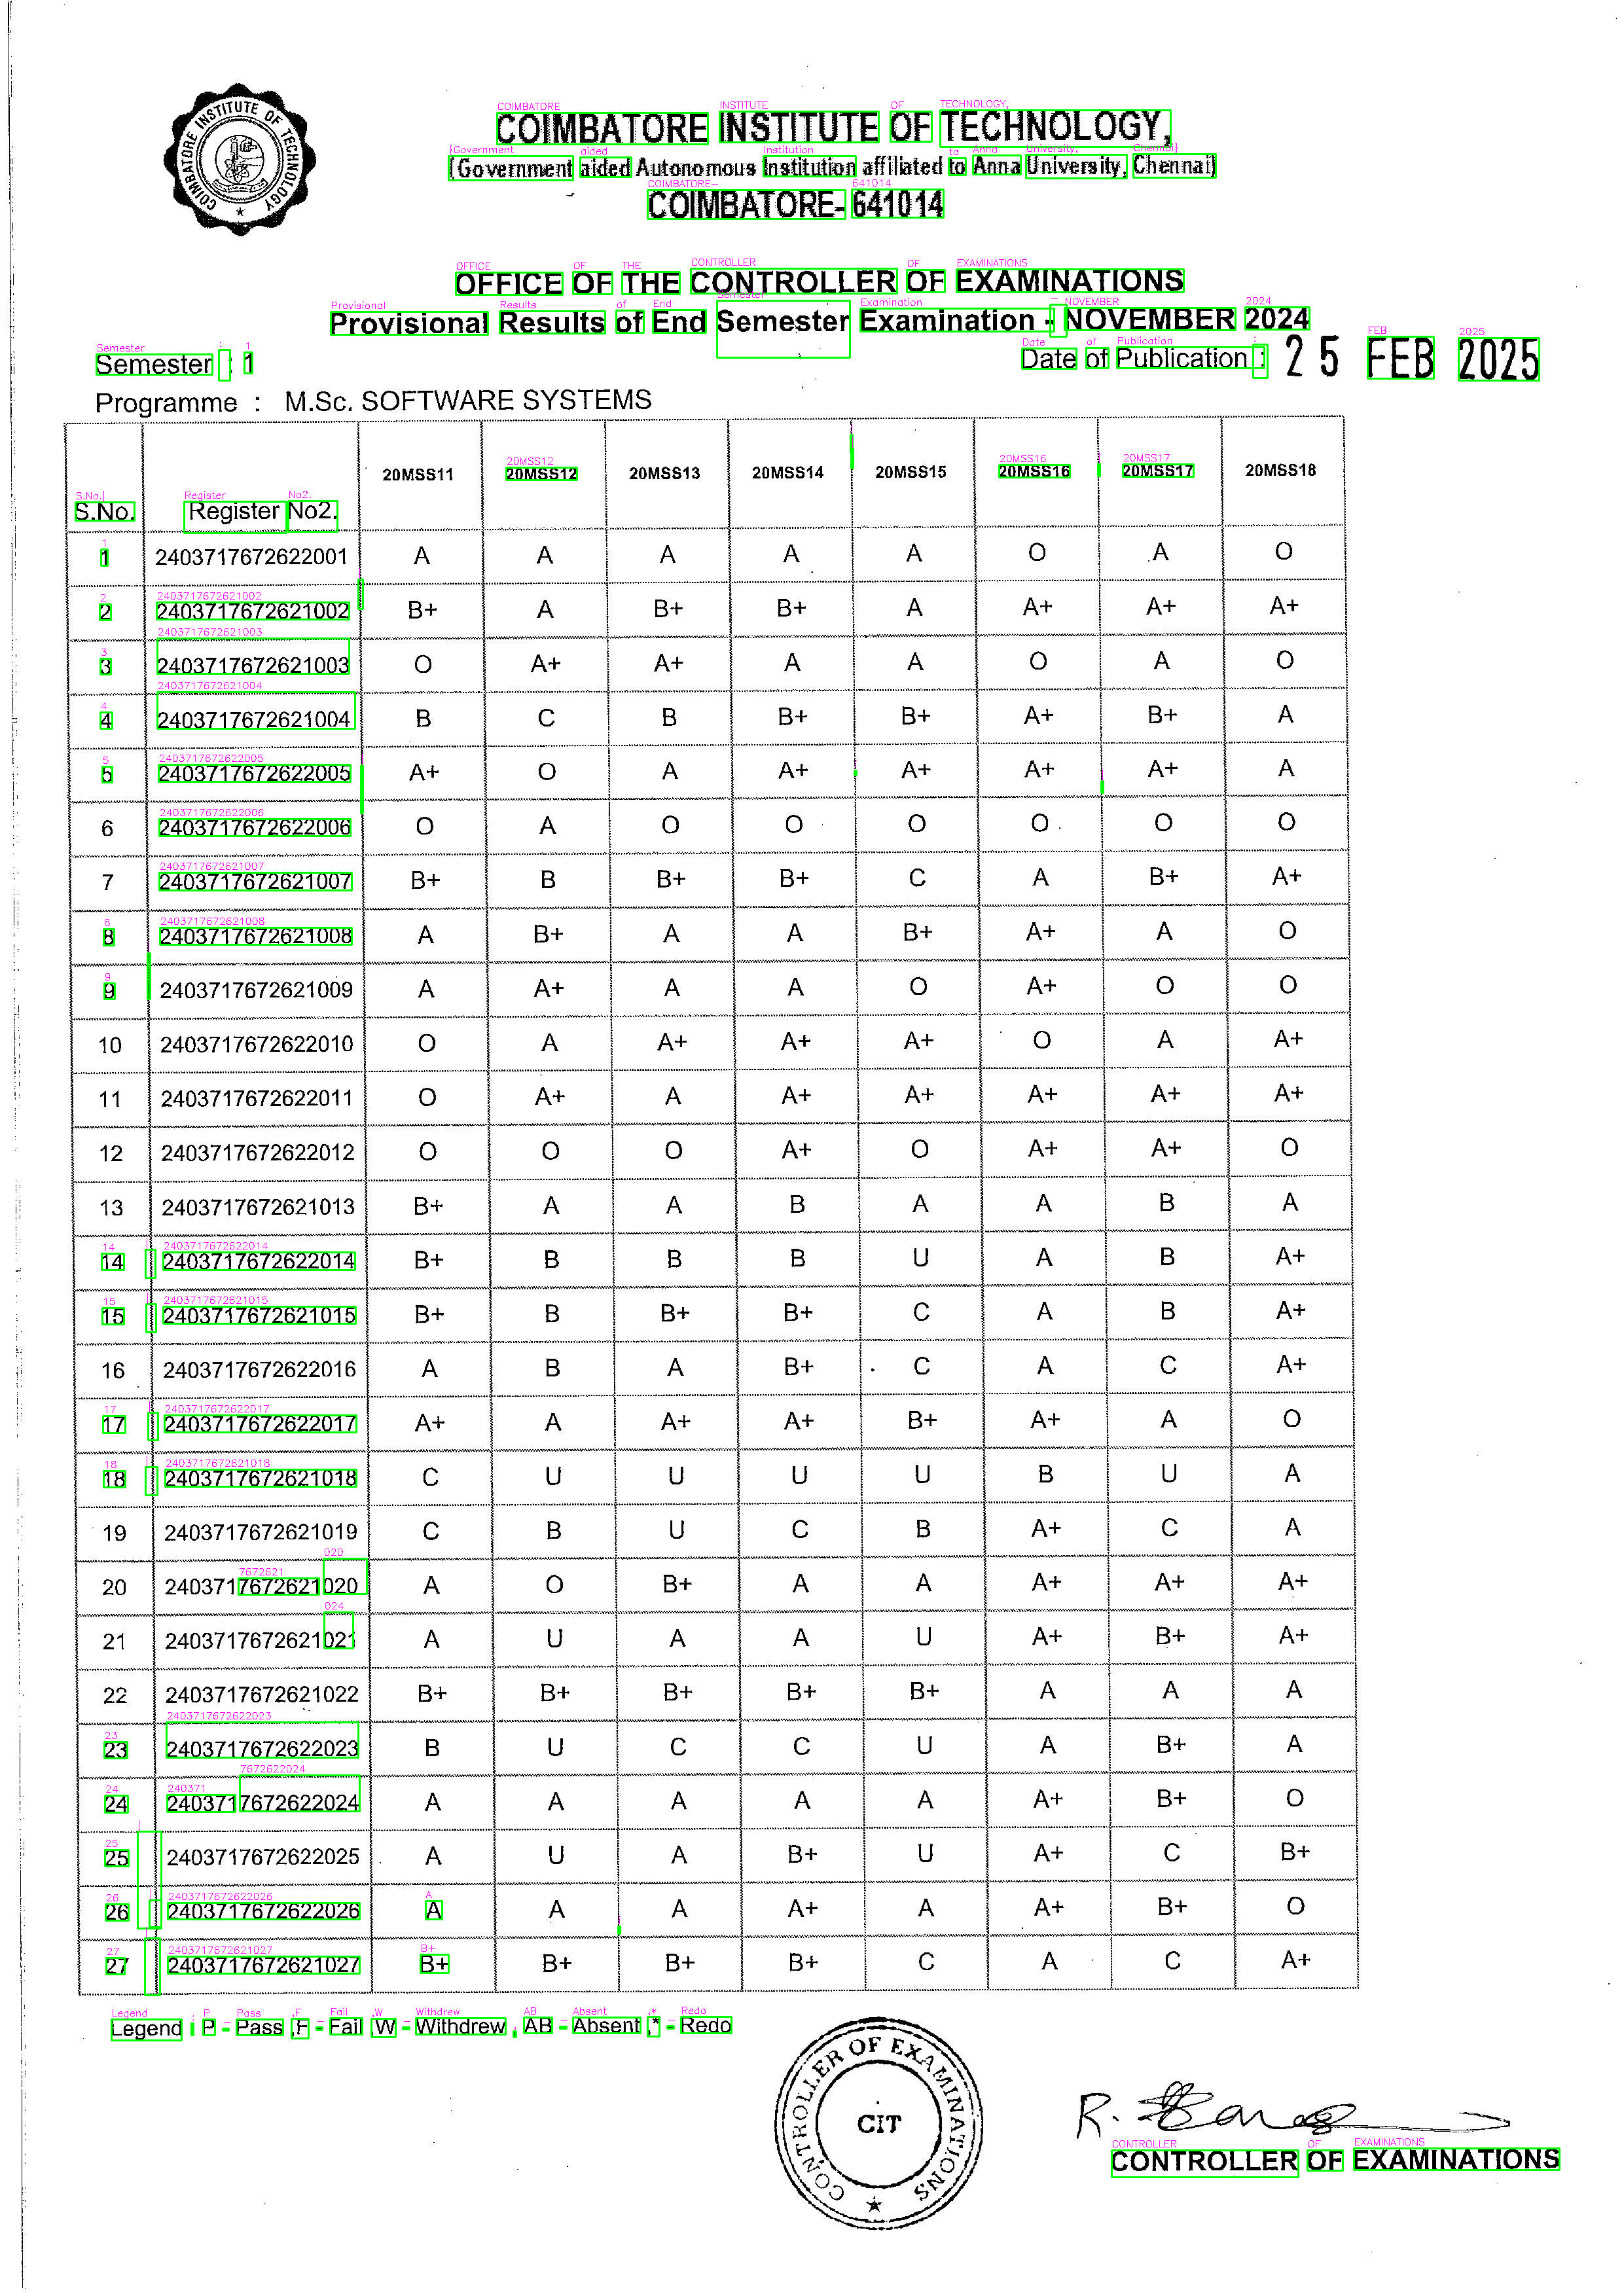 COIMBATORE INSTITUTE OF TECHNOLOGY
COIMBATORE INSTITUTE OF TECHNOLOGY,
(Government aided Autonomous Institution affiliated to Anna University, Chennai)
COIMBATORE- 641014
OFFICE OF THE CONTROLLER OF EXAMINATIONS
Provisional Results of End Semester Examination - NOVEMBER 2024
Semester : 1 Date of Publication : 25 FEB 2025
Programme : M.Sc. SOFTWARE SYSTEMS
S.No. Register No2. 20MSS11 20MSS12 20MSS13 20MSS14 20MSS15 20MSS16 20MSS17 20MSS18
1 2403717672622001 A A A A A O A O
2 2403717672621002 B+ A B+ B+ A A+ A+ A+
3 2403717672621003 O A+ A+ A A O A O
4 2403717672621004 B C B B+ B+ A+ B+ A
5 2403717672622005 A+ O A A+ A+ A+ A+ A
6 2403717672622006 O A O O O O O O
7 2403717672621007 B+ B B+ B+ C A B+ A+
8 2403717672621008 A B+ A A B+ A+ A O
9 2403717672621009 A A+ A A O A+ O O
10 2403717672622010 O A A+ A+ A+ O A A+
11 2403717672622011 O A+ A A+ A+ A+ A+ A+
12 2403717672622012 O O O A+ O A+ A+ O
13 2403717672621013 B+ A A B A A B A
14 2403717672622014 B+ B B B U A B A+
15 2403717672621015 B+ B B+ B+ C A B A+
16 2403717672622016 A B A B+ C A C A+
17 2403717672622017 A+ A A+ A+ B+ A+ A O
18 2403717672621018 C U U U U B U A
19 2403717672621019 C B U C B A+ C A
20 2403717672621020 A O B+ A A A+ A+ A+
21 2403717672621021 A U A A U A+ B+ A+
22 2403717672621022 B+ B+ B+ B+ B+ A A A
23 2403717672622023 B U C C U A B+ A
24 2403717672622024 A A A A A A+ B+ O
25 2403717672622025 A U A B+ U A+ C B+
26 2403717672622026 A A A A+ A A+ B+ O
27 2403717672621027 B+ B+ B+ B+ C A C A+
Legend : P - Pass ,F - Fail ,W - Withdrew , AB - Absent ,* - Redo
CONTROLLER OF EXAMINATIONS
CIT
CONTROLLER OF EXAMINATIONS